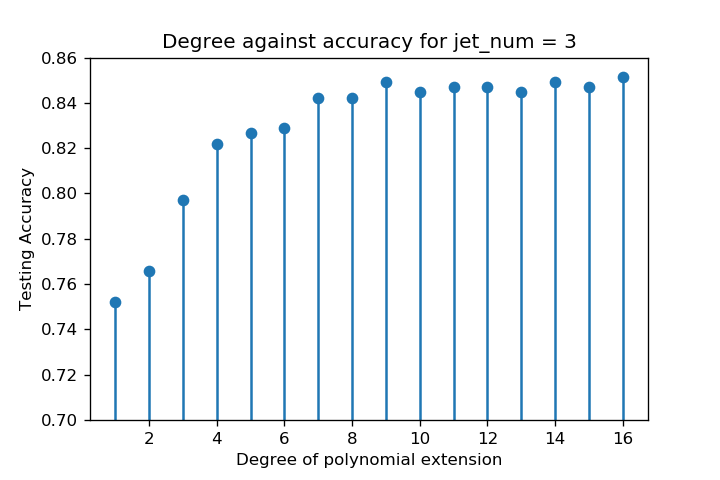 Degree against accuracy for jet_num = 3
0.86
0.84
0.82
0.80
0.78
0.76
0.74
0.72
0.70
Testing Accuracy
2 4 6 8 10 12 14 16
Degree of polynomial extension